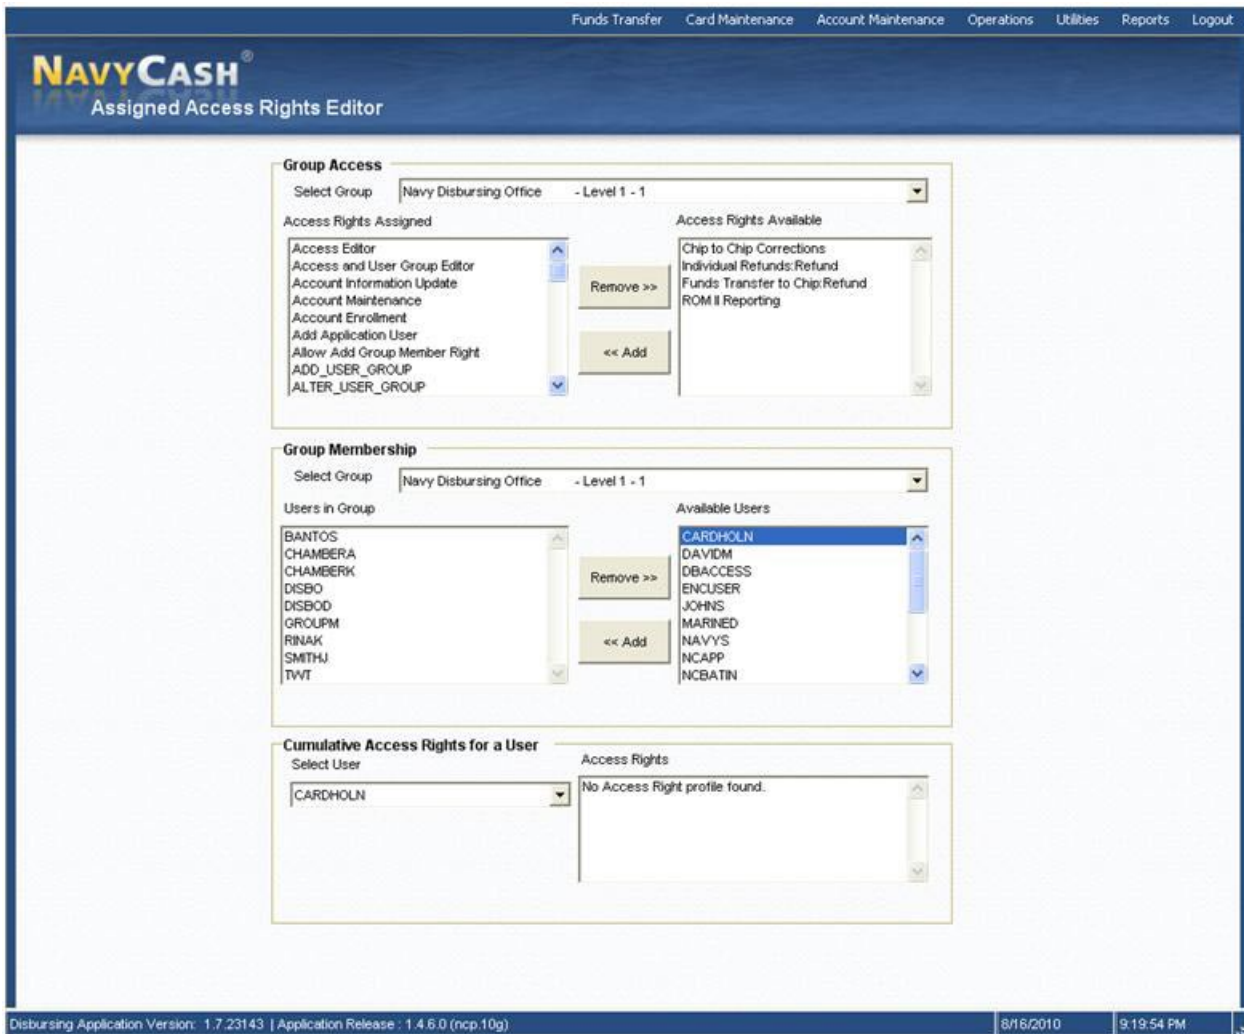 Funds Transfer Card Maintenance Account Maintenance Operations Utilities Reports Logout
NAVYCASH®
Assigned Access Rights Editor
Group Access
Select Group Navy Disbursing Office - Level 1 - 1
Access Rights Assigned
Access Editor
Access and User Group Editor
Account Information Update
Account Maintenance
Account Enrollment
Add Application User
Allow Add Group Member Right
ADD_USER_GROUP
ALTER_USER_GROUP
Remove >>
<< Add
Access Rights Available
Chip to Chip Corrections
Individual Refunds:Refund
Funds Transfer to Chip:Refund
ROM II Reporting
Group Membership
Select Group Navy Disbursing Office - Level 1 - 1
Users in Group
BANTOS
CHAMBERA
CHAMBERK
DISBO
DISBOD
GROUPM
RINAK
SMITHJ
TWT
Remove >>
<< Add
Available Users
CARDHOLN
DAVIDM
DBACCESS
ENCUSER
JOHNS
MARINED
NAVYS
NCAPP
NCBATIN
Cumulative Access Rights for a User
Select User
CARDHOLN
Access Rights
No Access Right profile found.
Disbursing Application Version: 1.7.23143 | Application Release : 1.4.6.0 (ncp.10g) 8/16/2010 9:19:54 PM